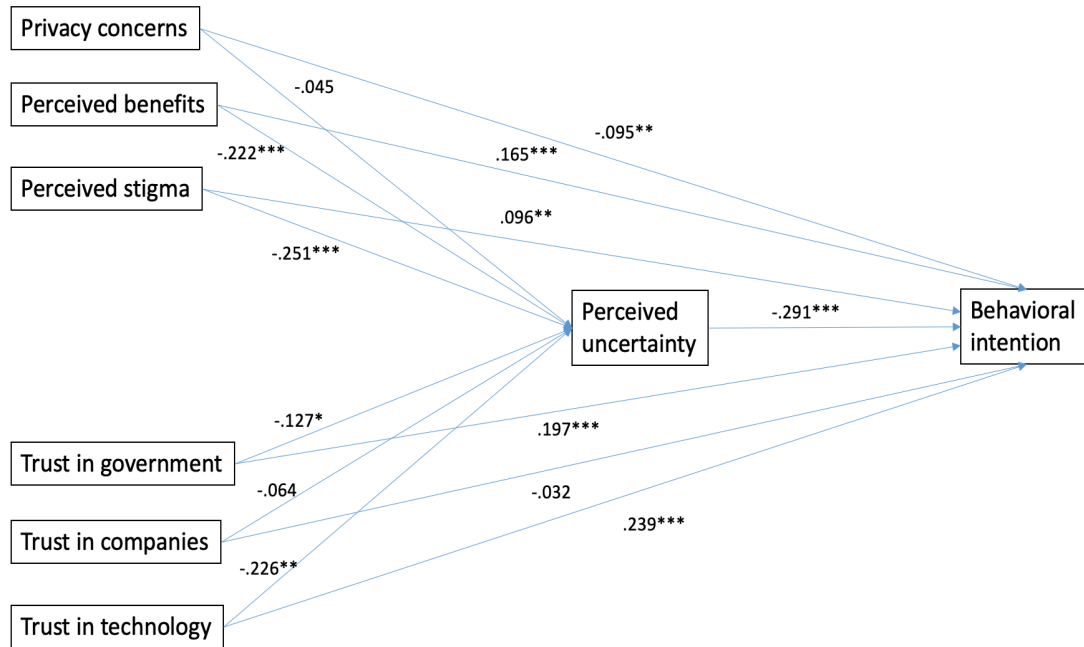 Privacy concerns
-.045
Perceived benefits
-.095**
-.222***
.165***
Perceived stigma
.096**
-.251***
Perceived
uncertainty
-.291***
Behavioral
intention
-.127*
.197***
Trust in government
-.064
-.032
.239***
Trust in companies
-.226**
Trust in technology